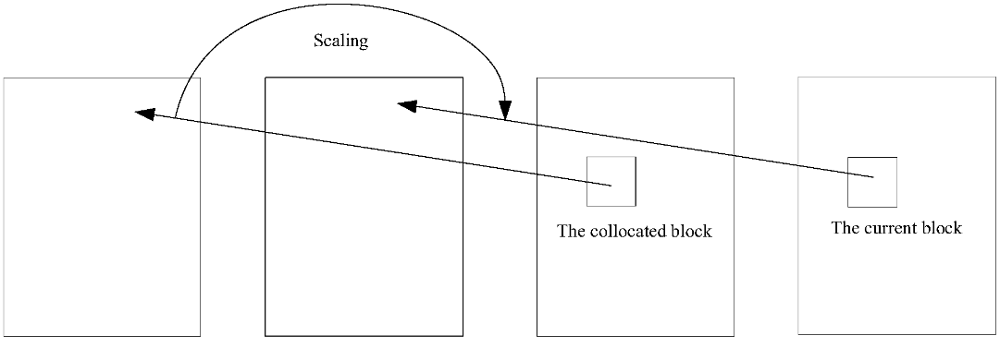 Scaling
The collocated block
The current block